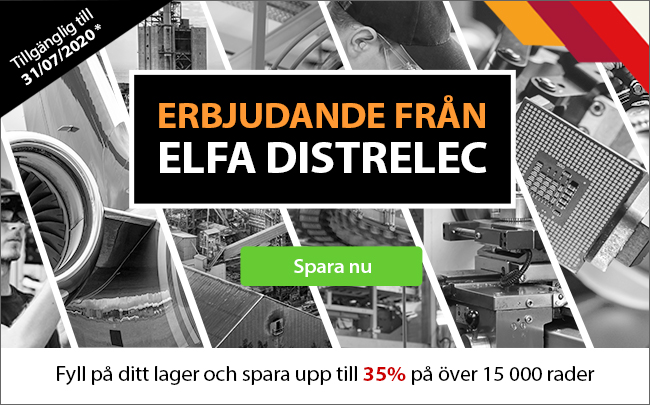 Tillgänglig till
31/07/2020*
ERBJUDANDE FRÅN
ELFA DISTRELEC
Spara nu
Fyll på ditt lager och spara upp till 35% på över 15 000 rader